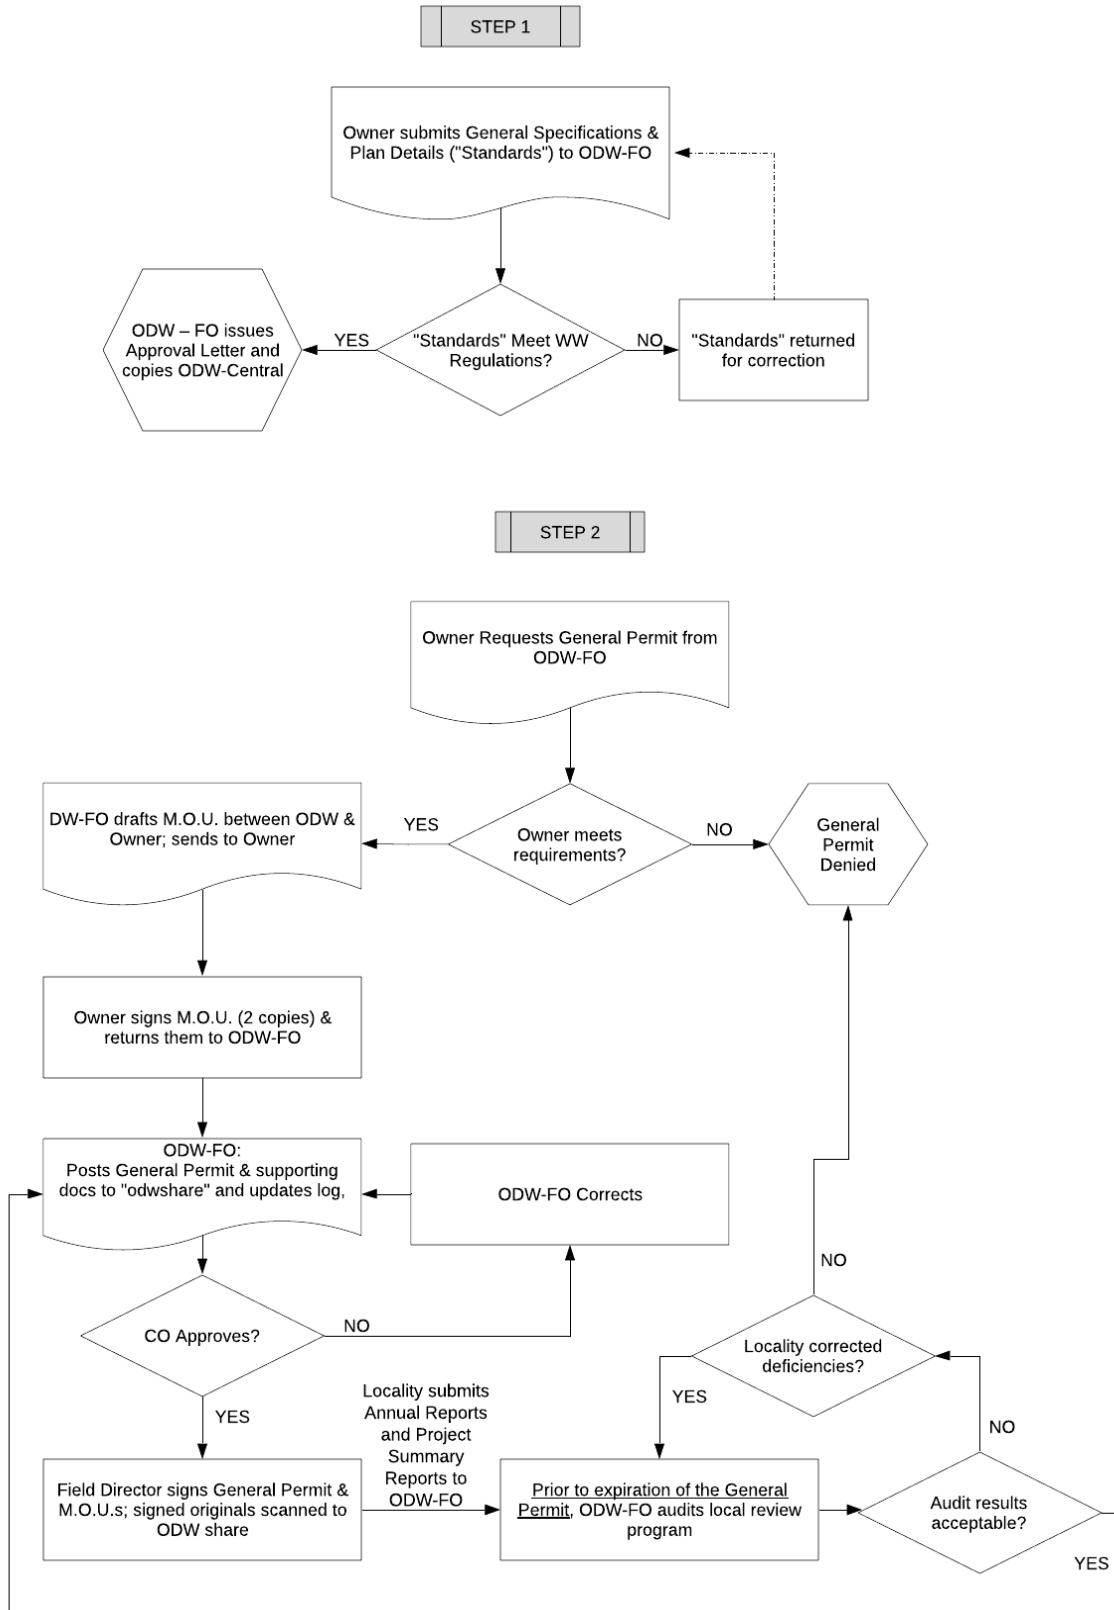 STEP 1
Owner submits General Specifications &
Plan Details ("Standards") to ODW-FO
ODW – FO issues
Approval Letter and
copies ODW-Central
YES
"Standards" Meet WW
Regulations?
NO
"Standards" returned
for correction
STEP 2
Owner Requests General Permit from
ODW-FO
DW-FO drafts M.O.U. between ODW &
Owner; sends to Owner
YES
Owner meets
requirements?
NO
General
Permit
Denied
Owner signs M.O.U. (2 copies) &
returns them to ODW-FO
ODW-FO:
Posts General Permit & supporting
docs to "odwshare" and updates log,
ODW-FO Corrects
NO
CO Approves?
NO
Locality corrected
deficiencies?
YES
YES
NO
Locality submits
Annual Reports
and Project
Summary
Reports to
ODW-FO
Field Director signs General Permit &
M.O.U.s; signed originals scanned to
ODW share
Prior to expiration of the General
Permit, ODW-FO audits local review
program
Audit results
acceptable?
YES